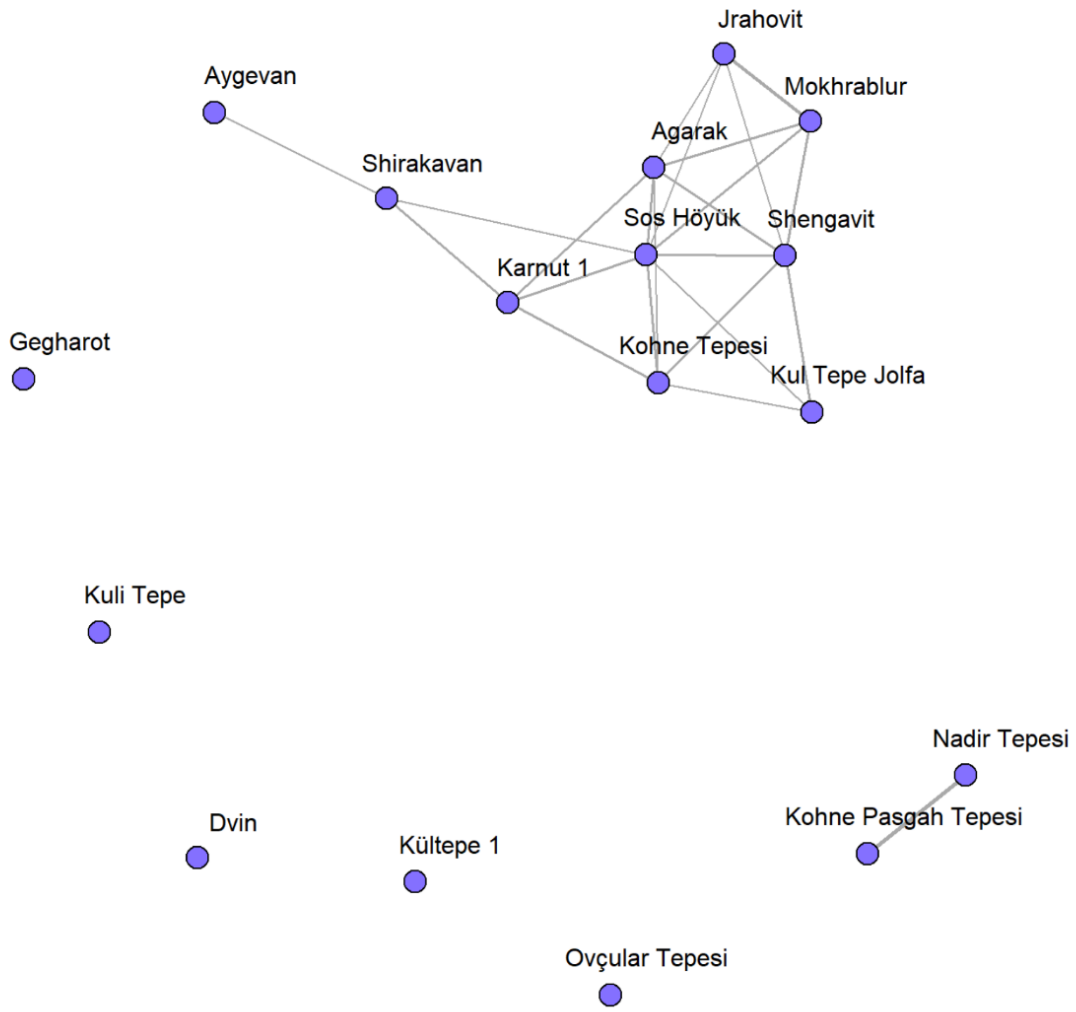 Jrahovit
Aygevan
Mokhrablur
Agarak
Shirakavan
Sos Höyük
Shengavit
Karnut 1
Gegharot
Kohne Tepesi
Kul Tepe Jolfa
Kuli Tepe
Nadir Tepesi
Kohne Pasgah Tepesi
Dvin
Kültepe 1
Ovçular Tepesi